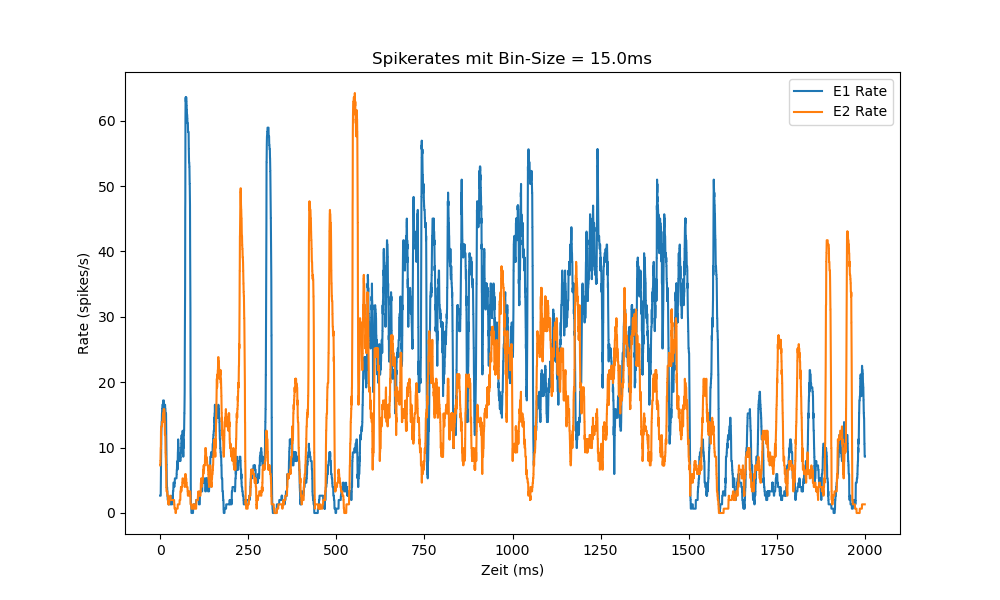 Spikerates mit Bin-Size = 15.0ms
E1 Rate
E2 Rate
Rate (spikes/s)
60
50
40
30
20
10
0
0 250 500 750 1000 1250 1500 1750 2000
Zeit (ms)